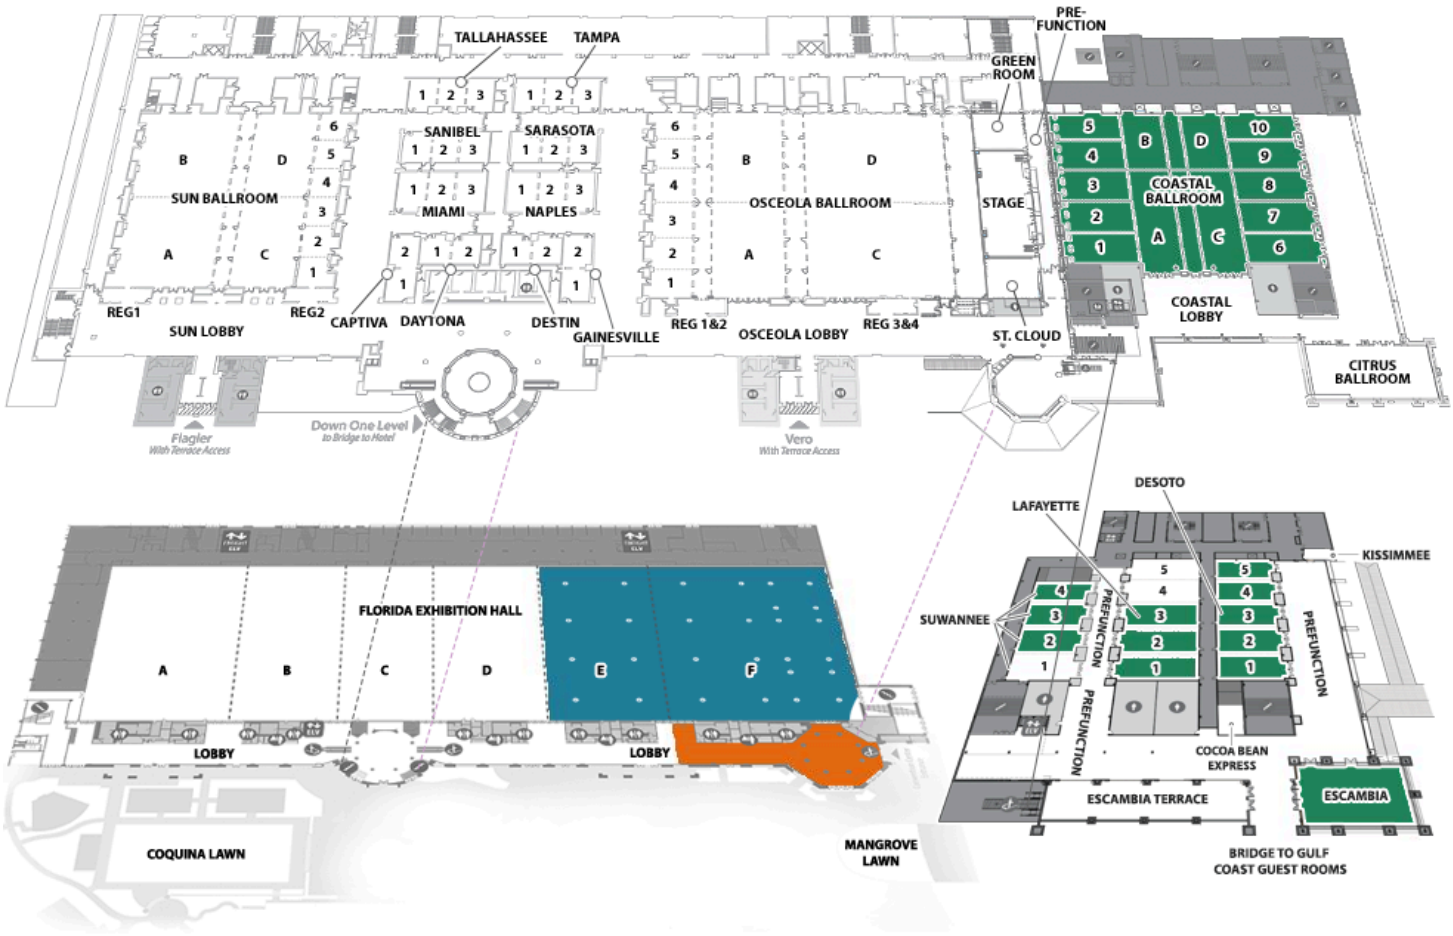 PRE-
FUNCTION
TALLAHASSEE
TAMPA
GREEN
ROOM
1 2 3
1 2 3
SANIBEL
1 2 3
SARASOTA
1 2 3
1 2 3
MIAMI
1 2 3
NAPLES
B
D
SUN BALLROOM
A
C
6
5
4
3
2
1
2
1
1 2
1 2
2
1
6
5
4
3
2
1
B
D
OSCEOLA BALLROOM
A
C
STAGE
5
4
3
2
1
B
D
COASTAL
BALLROOM
A
C
10
9
8
7
6
REG1
REG2
CAPTIVA
DAYTONA
DESTIN
GAINESVILLE
SUN LOBBY
REG 1&2
OSCEOLA LOBBY
REG 3&4
ST. CLOUD
COASTAL
LOBBY
CITRUS
BALLROOM
Flagler
With Terrace Access
Down One Level
to Bridge to Hotel
Vero
With Terrace Access
FLORIDA EXHIBITION HALL
A
B
C
D
E
F
LOBBY
LOBBY
COQUINA LAWN
MANGROVE
LAWN
DESOTO
LAFAYETTE
KISSIMMEE
SUWANNEE
4
3
2
1
PREFUNCTION
5
4
3
2
1
5
4
3
2
1
PREFUNCTION
PREFUNCTION
COCOA BEAN
EXPRESS
ESCAMBIA TERRACE
ESCAMBIA
BRIDGE TO GULF
COAST GUEST ROOMS